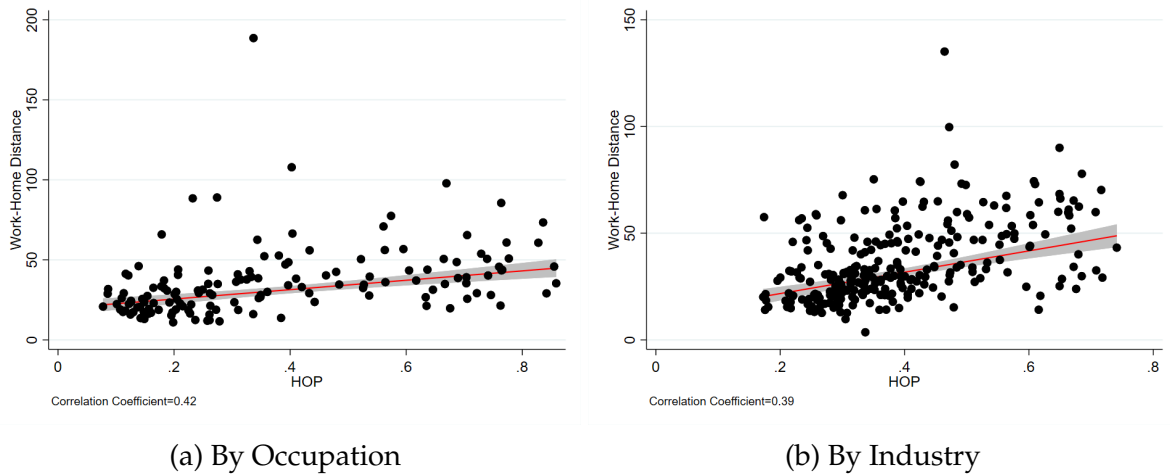 200
150
100
50
0
Work-Home Distance
0 .2 .4 .6 .8
HOP
Correlation Coefficient=0.42
(a) By Occupation
150
100
50
0
Work-Home Distance
0 .2 .4 .6 .8
HOP
Correlation Coefficient=0.39
(b) By Industry